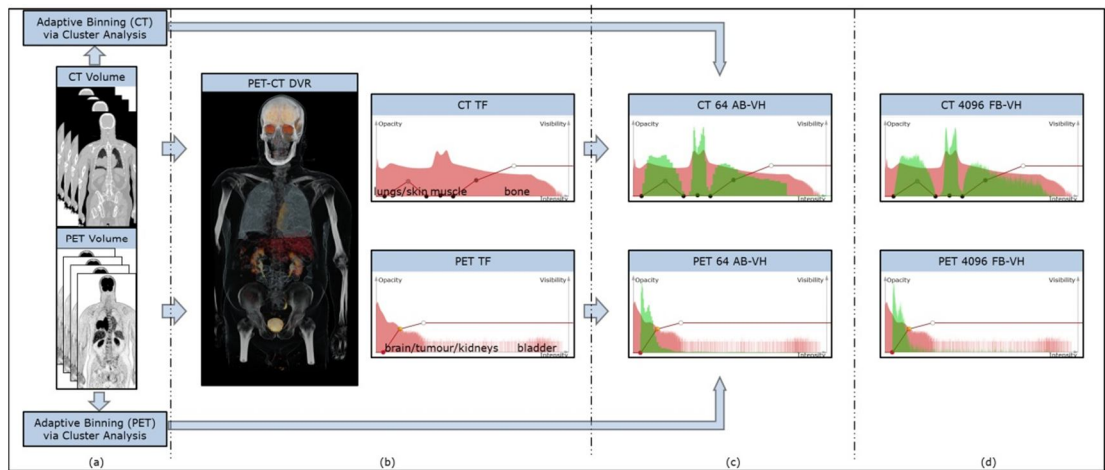 Adaptive Binning (CT)
via Cluster Analysis
CT Volume
PET Volume
Adaptive Binning (PET)
via Cluster Analysis
(a)
PET-CT DVR
CT TF
Opacity
Visibility
lungs/skin muscle
bone
Intensity
PET TF
Opacity
Visibility
brain/tumour/kidneys
bladder
Intensity
(b)
CT 64 AB-VH
Opacity
Visibility
Intensity
PET 64 AB-VH
Opacity
Visibility
Intensity
(c)
CT 4096 FB-VH
Opacity
Visibility
Intensity
PET 4096 FB-VH
Opacity
Visibility
Intensity
(d)